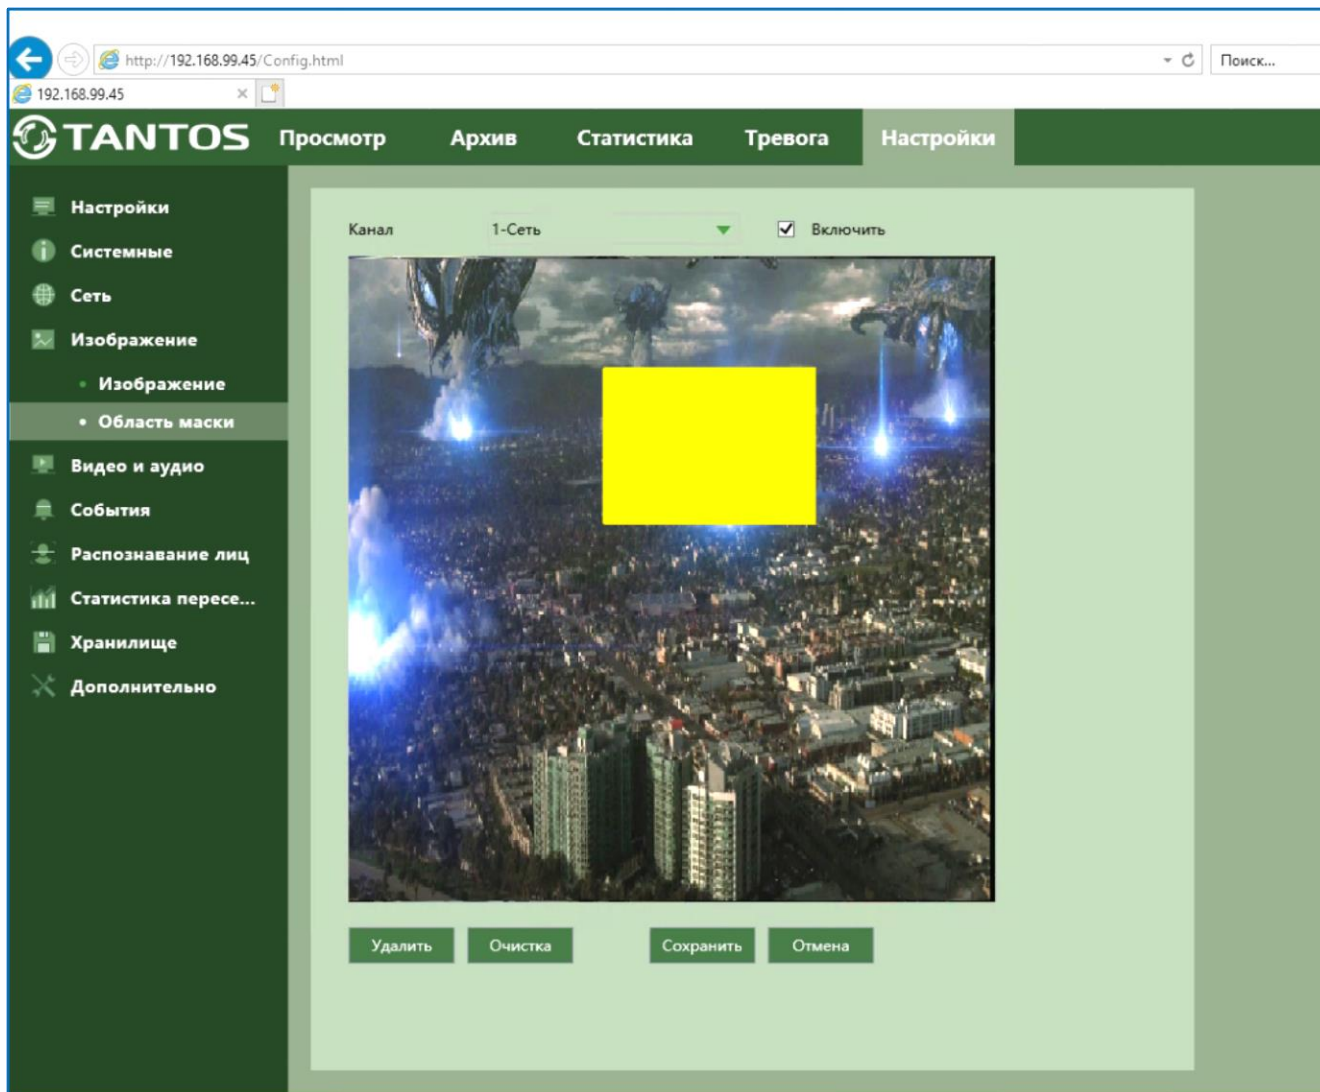 http://192.168.99.45/Config.html
Поиск...
192.168.99.45
TANTOS
Просмотр
Архив
Статистика
Тревога
Настройки
Настройки
Системные
Сеть
Изображение
Изображение
Область маски
Видео и аудио
События
Распознавание лиц
Статистика пересе...
Хранилище
Дополнительно
Канал
1-Сеть
Включить
Удалить
Очистка
Сохранить
Отмена